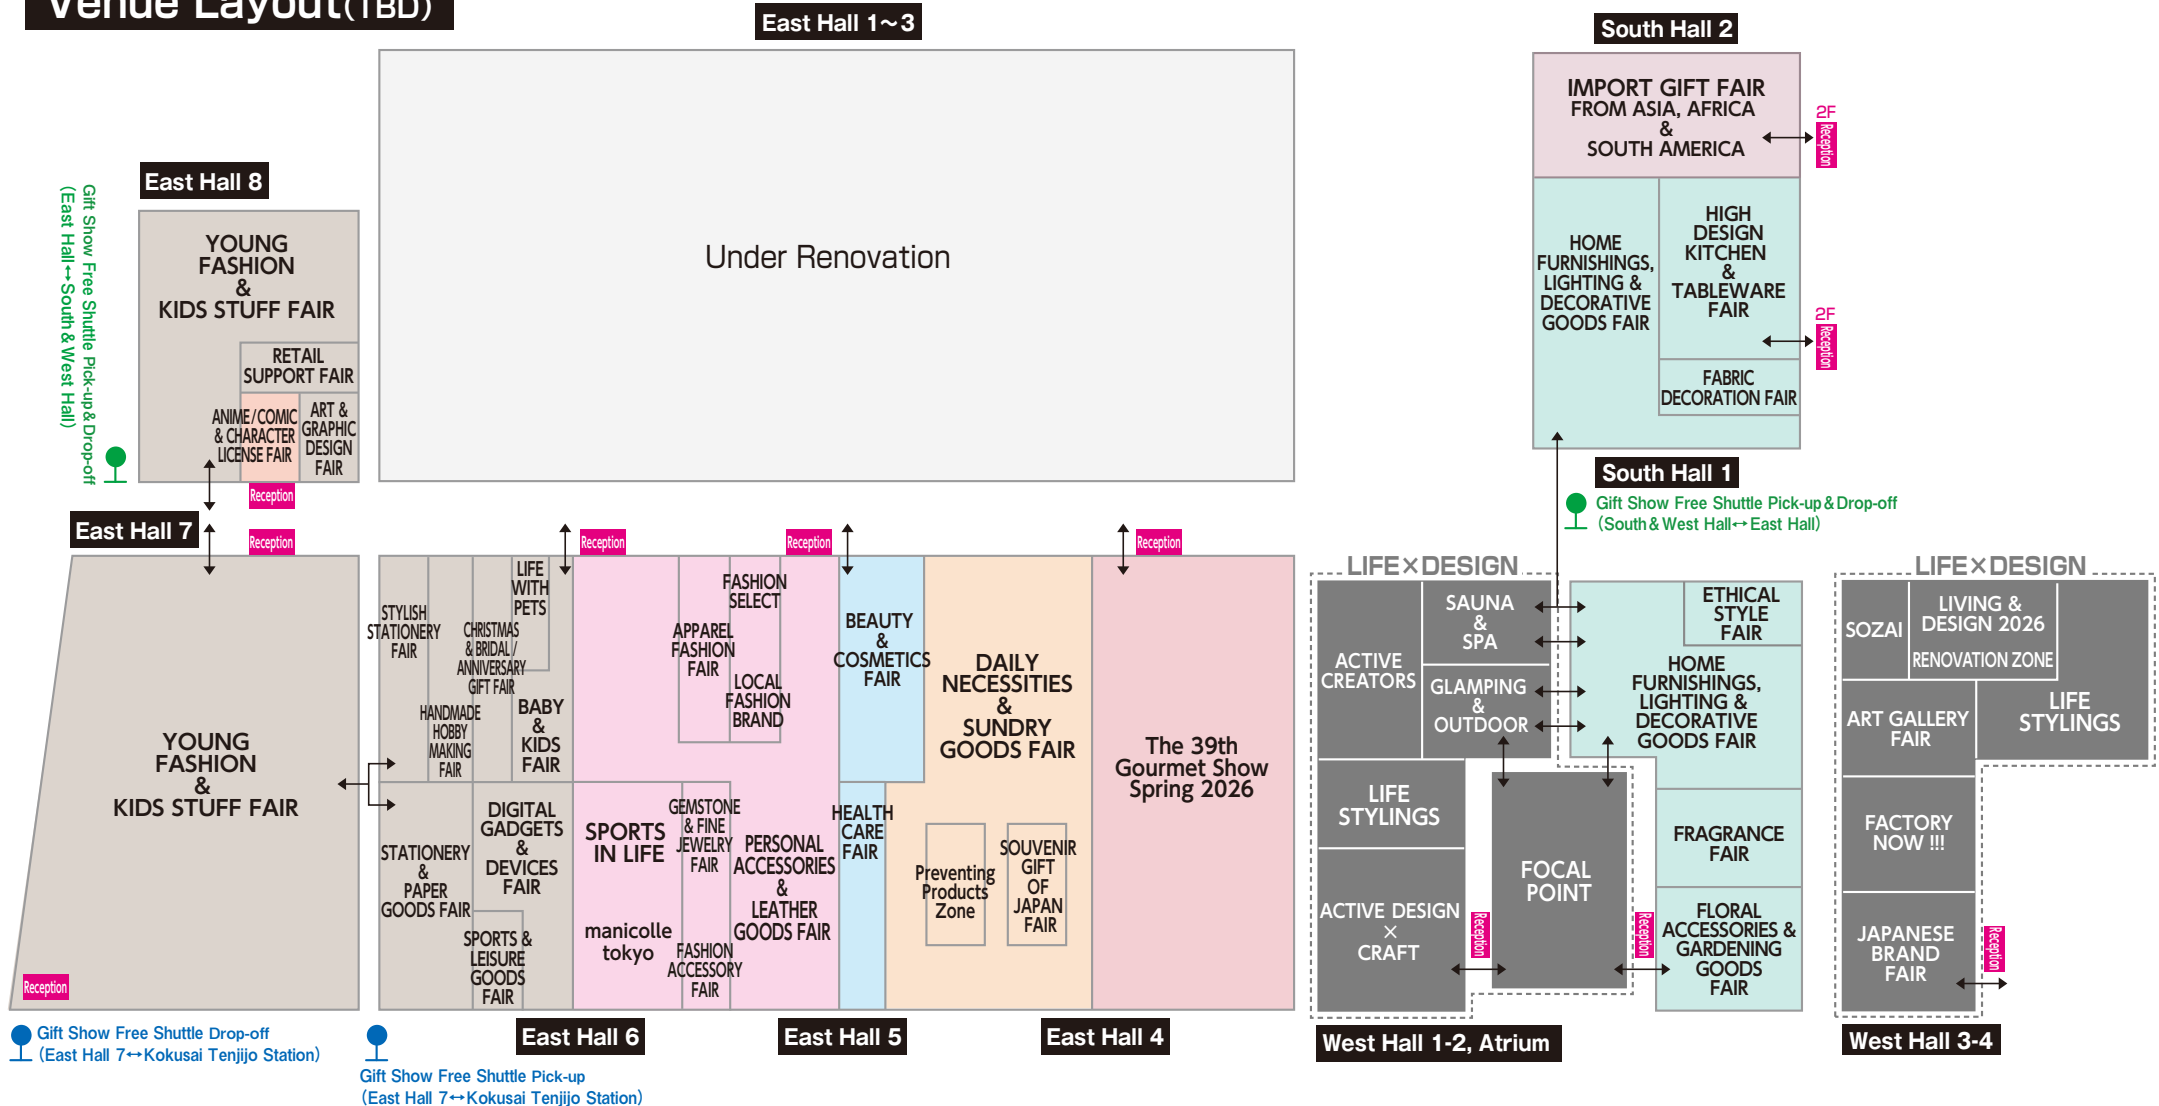 Venue Layout(TBD)
East Hall 1〜3
Under Renovation
South Hall 2
IMPORT GIFT FAIR
FROM ASIA, AFRICA
&
SOUTH AMERICA
2F
Reception
HOME
FURNISHINGS,
LIGHTING &
DECORATIVE
GOODS FAIR
HIGH
DESIGN
KITCHEN
&
TABLEWARE
FAIR
2F
Reception
FABRIC
DECORATION FAIR
South Hall 1
Gift Show Free Shuttle Pick-up&Drop-off
(South&West Hall↔East Hall)
East Hall 8
Gift Show Free Shuttle Pick-up&Drop-off
(East Hall↔South&West Hall)
YOUNG
FASHION
&
KIDS STUFF FAIR
RETAIL
SUPPORT FAIR
ANIME/COMIC
& CHARACTER
LICENSE FAIR
ART &
GRAPHIC
DESIGN
FAIR
Reception
East Hall 7
Reception
YOUNG
FASHION
&
KIDS STUFF FAIR
Reception
Gift Show Free Shuttle Drop-off
(East Hall 7↔Kokusai Tenjijo Station)
Gift Show Free Shuttle Pick-up
(East Hall 7↔Kokusai Tenjijo Station)
STYLISH
STATIONERY
FAIR
HANDMADE
HOBBY
MAKING
FAIR
CHRISTMAS
& BRIDAL /
ANNIVERSARY
GIFT FAIR
LIFE
WITH
PETS
BABY
&
KIDS
FAIR
STATIONERY
&
PAPER
GOODS FAIR
DIGITAL
GADGETS
&
DEVICES
FAIR
SPORTS &
LEISURE
GOODS
FAIR
East Hall 6
Reception
APPAREL
FASHION
FAIR
FASHION
SELECT
LOCAL
FASHION
BRAND
SPORTS
IN LIFE
manicolle
tokyo
GEMSTONE
& FINE
JEWELRY
FAIR
FASHION
ACCESSORY
FAIR
PERSONAL
ACCESSORIES
&
LEATHER
GOODS FAIR
Reception
East Hall 5
BEAUTY
&
COSMETICS
FAIR
HEALTH
CARE
FAIR
DAILY
NECESSITIES
&
SUNDRY
GOODS FAIR
Preventing
Products
Zone
SOUVENIR
GIFT
OF
JAPAN
FAIR
East Hall 4
Reception
The 39th
Gourmet Show
Spring 2026
LIFE×DESIGN
ACTIVE
CREATORS
SAUNA
&
SPA
GLAMPING
&
OUTDOOR
LIFE
STYLINGS
ACTIVE DESIGN
×
CRAFT
Reception
FOCAL
POINT
Reception
West Hall 1-2, Atrium
ETHICAL
STYLE
FAIR
HOME
FURNISHINGS,
LIGHTING &
DECORATIVE
GOODS FAIR
FRAGRANCE
FAIR
FLORAL
ACCESSORIES &
GARDENING
GOODS
FAIR
LIFE×DESIGN
SOZAI
LIVING &
DESIGN 2026
RENOVATION ZONE
LIFE
STYLINGS
ART GALLERY
FAIR
FACTORY
NOW !!!
JAPANESE
BRAND
FAIR
Reception
West Hall 3-4